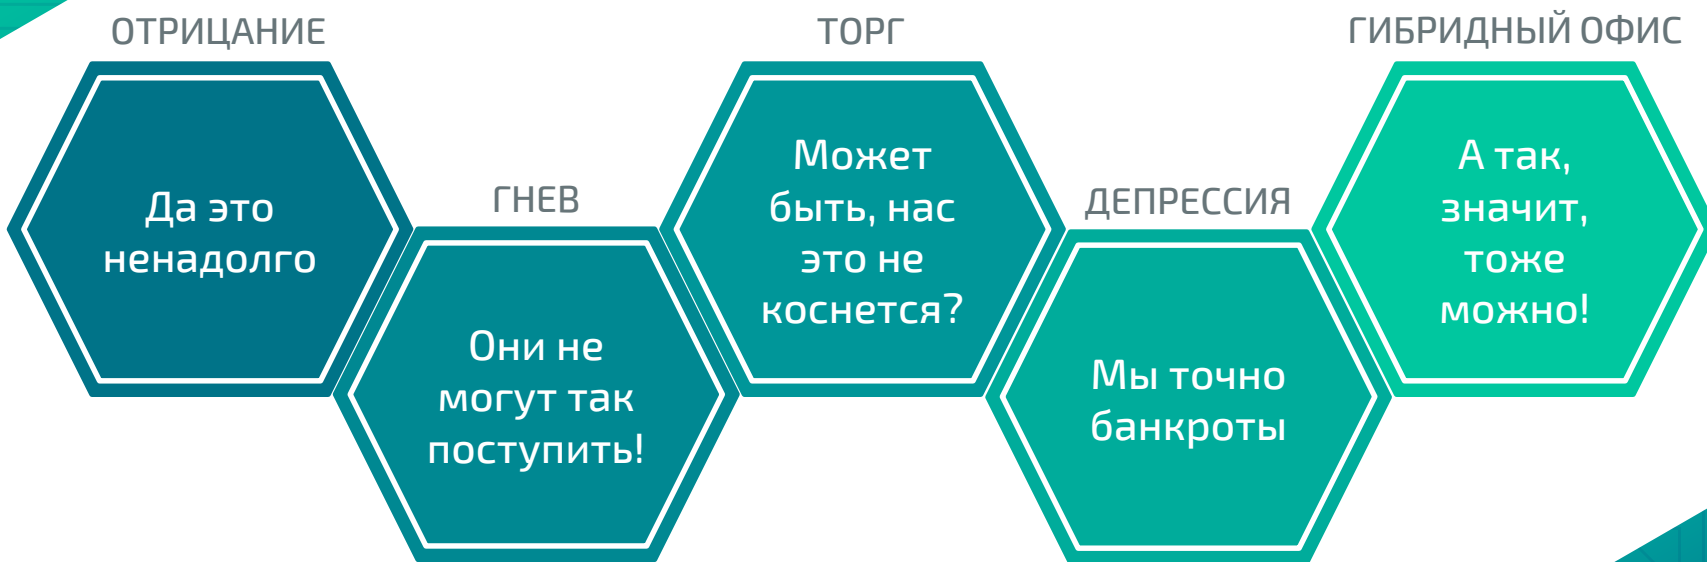 ОТРИЦАНИЕ
Да это
ненадолго
ГНЕВ
Они не
могут так
поступить!
ТОРГ
Может
быть, нас
это не
коснется?
ДЕПРЕССИЯ
Мы точно
банкроты
ГИБРИДНЫЙ ОФИС
А так,
значит,
тоже
можно!